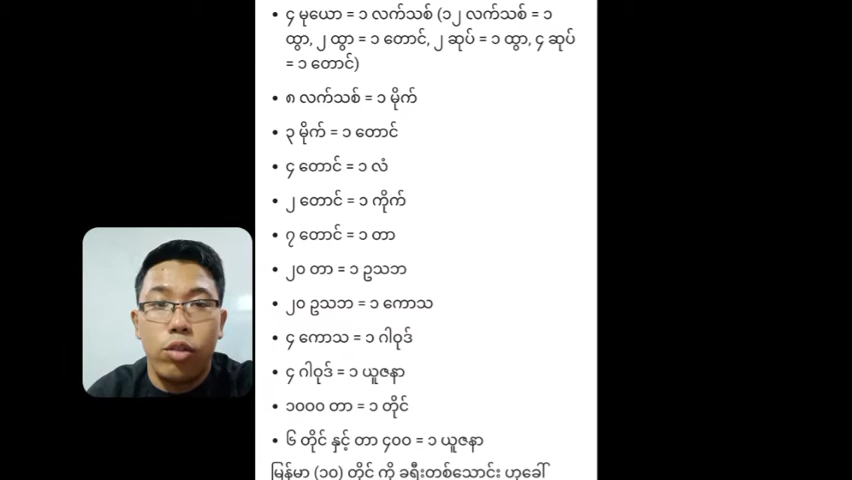 • ၄ မုယော = ၁ လက်သစ် (၁၂ လက်သစ် = ၁
ထွာ, ၂ ထွာ = ၁ တောင်, ၂ ဆုပ် = ၁ ထွာ, ၄ ဆုပ်
= ၁ တောင်)
• ၈ လက်သစ် = ၁ မိုက်
• ၃ မိုက် = ၁ တောင်
• ၄ တောင် = ၁ လံ
• ၂ တောင် = ၁ ကိုက်
• ၇ တောင် = ၁ တာ
• ၂၀ တာ = ၁ ဥသဘ
• ၂၀ ဥသဘ = ၁ ကောသ
• ၄ ကောသ = ၁ ဂါဝုဒ်
• ၄ ဂါဝုဒ် = ၁ ယူဇနာ
• ၁၀၀၀ တာ = ၁ တိုင်
• ၆ တိုင် နှင့် တာ ၄၀၀ = ၁ ယူဇနာ
မြန်မာ (၁၀) တိုင် ကို ခရီးတစ်သောင်း ဟုခေါ်